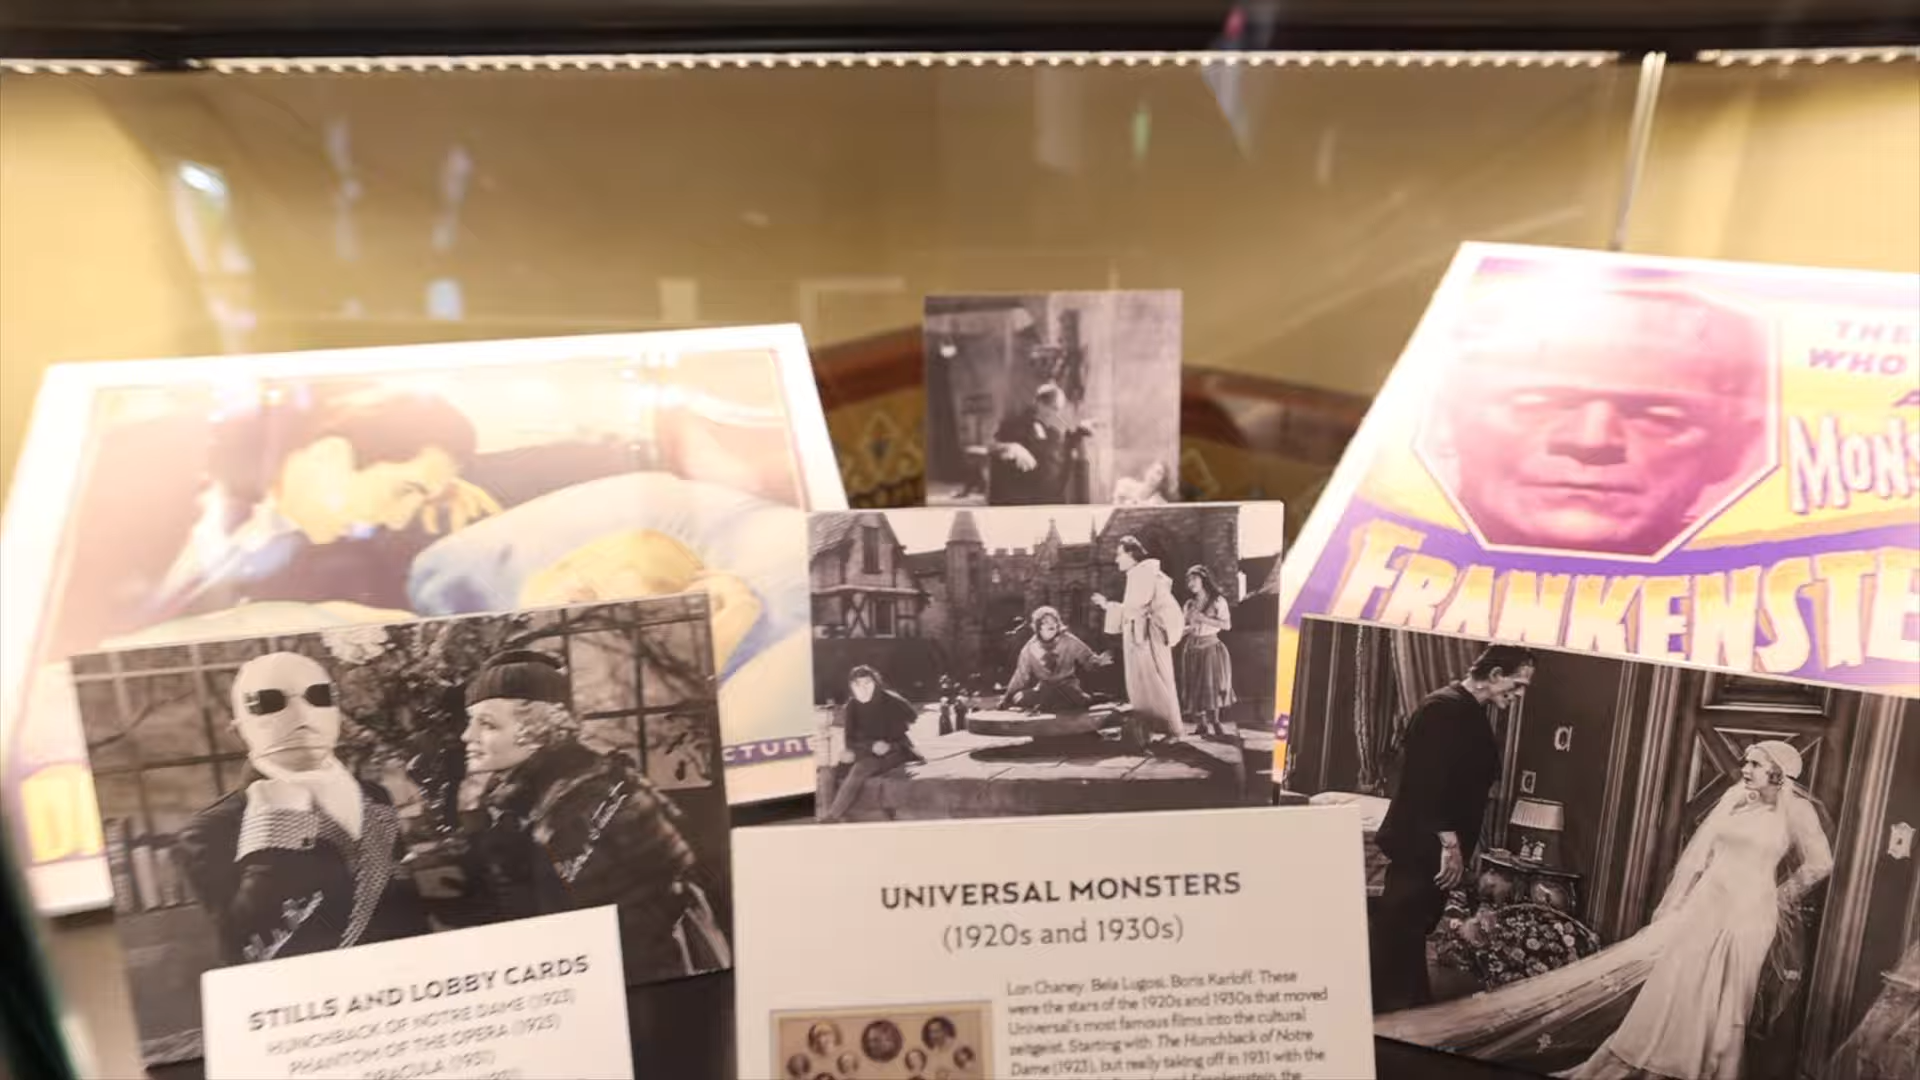 THE
WHO
A
MONS
FRANKENSTE
CTURE
UNIVERSAL MONSTERS
(1920s and 1930s)
Lon Chaney. Bela Lugosi. Boris Karloff. These
were the stars of the 1920s and 1930s that moved
Universal's most famous films into the cultural
zeitgeist. Starting with The Hunchback of Notre
Dame (1923), but really taking off in 1931 with the
STILLS AND LOBBY CARDS
HUNCHBACK OF NOTRE DAME (1923)
PHANTOM OF THE OPERA (1925)
DRACULA (1931)